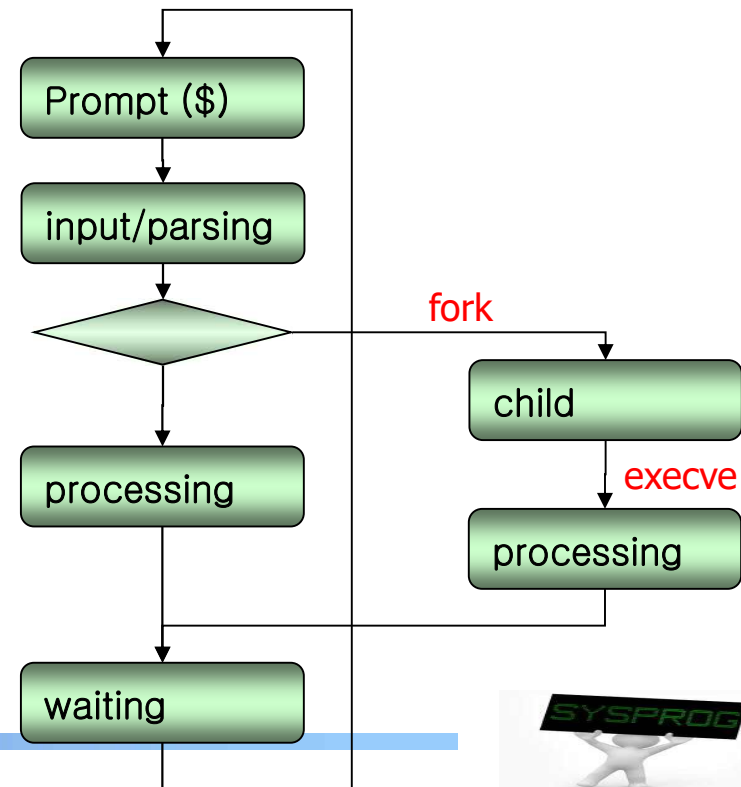 Prompt ($)
input/parsing
fork
child
execve
processing
processing
waiting
SYSPROG